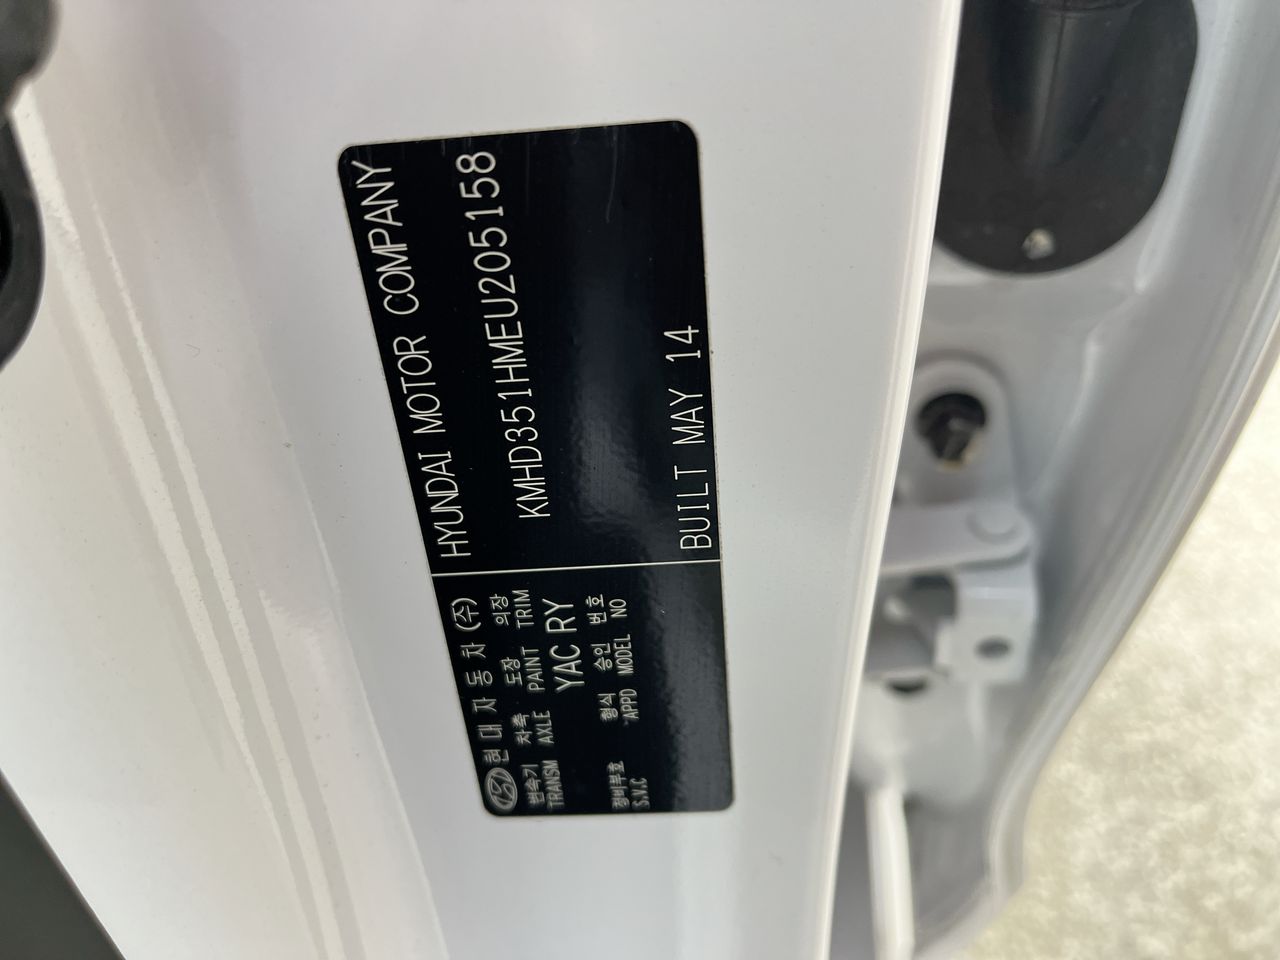 HYUNDAI MOTOR COMPANY
KMHD351HMEU205158
BUILT MAY 14
현대자동차(주)
변속기 차축 도장 의장
TRANSM AXLE PAINT TRIM
YAC RY
정비부호 형식 승인 번호
S.V.C APPD MODEL NO